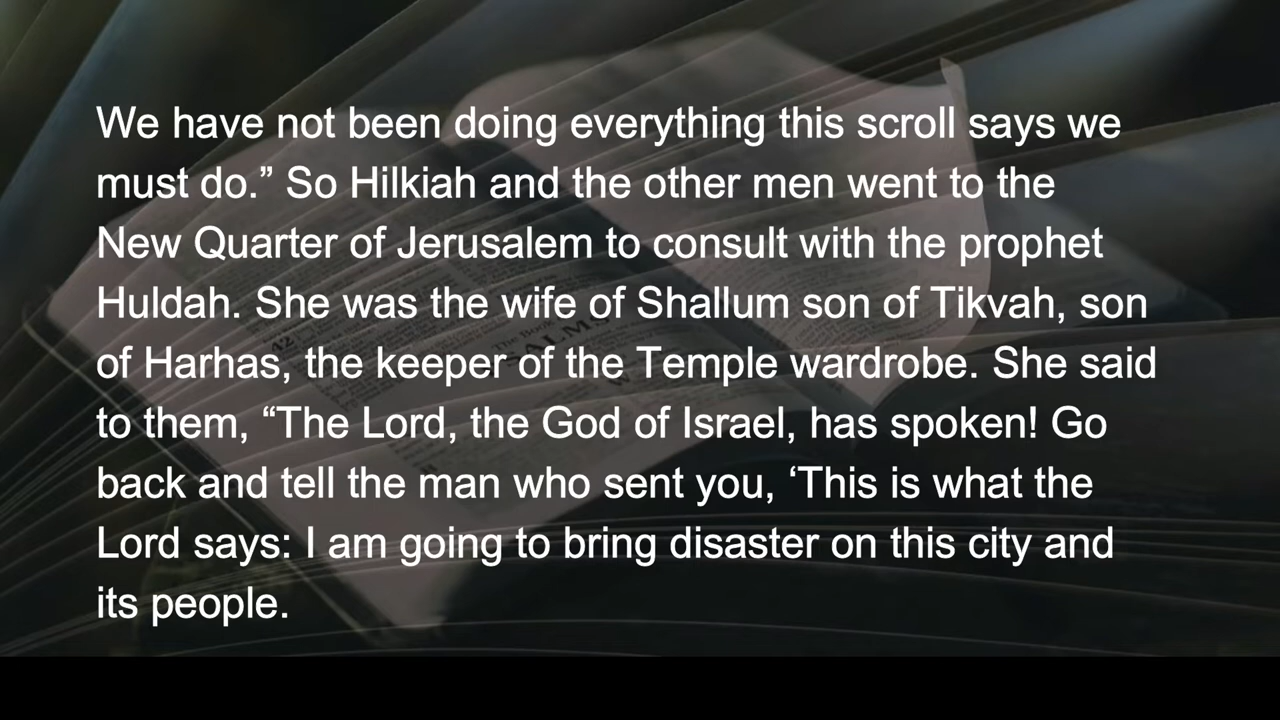 We have not been doing everything this scroll says we
must do.” So Hilkiah and the other men went to the
New Quarter of Jerusalem to consult with the prophet
Huldah. She was the wife of Shallum son of Tikvah, son
of Harhas, the keeper of the Temple wardrobe. She said
to them, “The Lord, the God of Israel, has spoken! Go
back and tell the man who sent you, ‘This is what the
Lord says: I am going to bring disaster on this city and
its people.